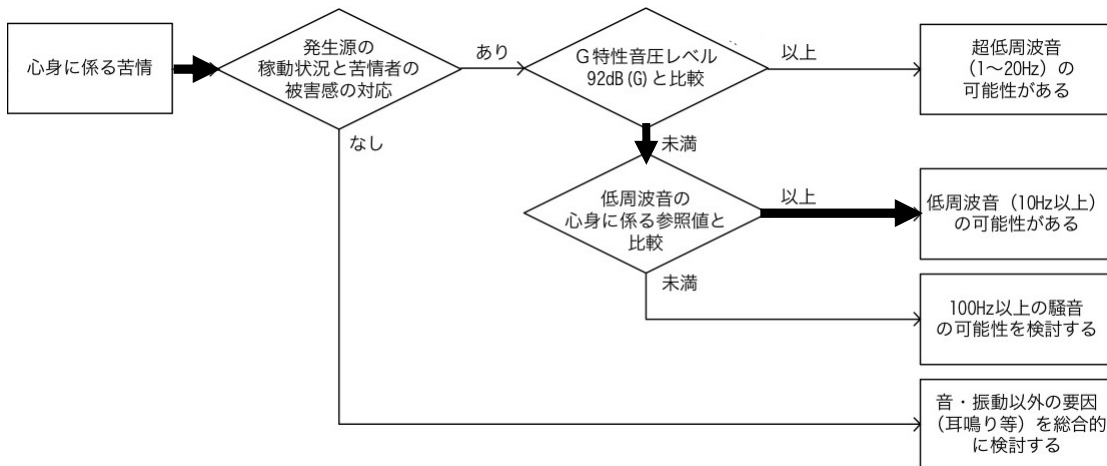 心身に係る苦情
発生源の
稼動状況と苦情者の
被害感の対応
あり
なし
G特性音圧レベル
92dB(G)と比較
以上
未満
超低周波音
(1~20Hz)の
可能性がある
低周波音の
心身に係る参照値と
比較
以上
未満
低周波音(10Hz以上)
の可能性がある
100Hz以上の騒音
の可能性を検討する
音・振動以外の要因
(耳鳴り等)を総合的
に検討する